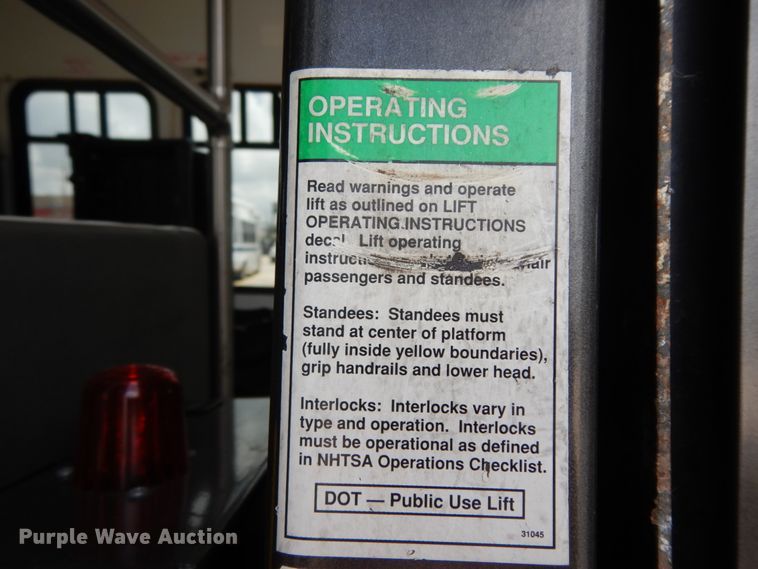 OPERATING
INSTRUCTIONS
Read warnings and operate
lift as outlined on LIFT
OPERATING INSTRUCTIONS
Lift operating
passengers and standees.
Standees: Standees must
stand at center of platform
(fully inside yellow boundaries),
grip handrails and lower head.
Interlocks: Interlocks vary in
type and operation. Interlocks
must be operational as defined
in NHTSA Operations Checklist.
DOT — Public Use Lift
31045
Purple Wave Auction